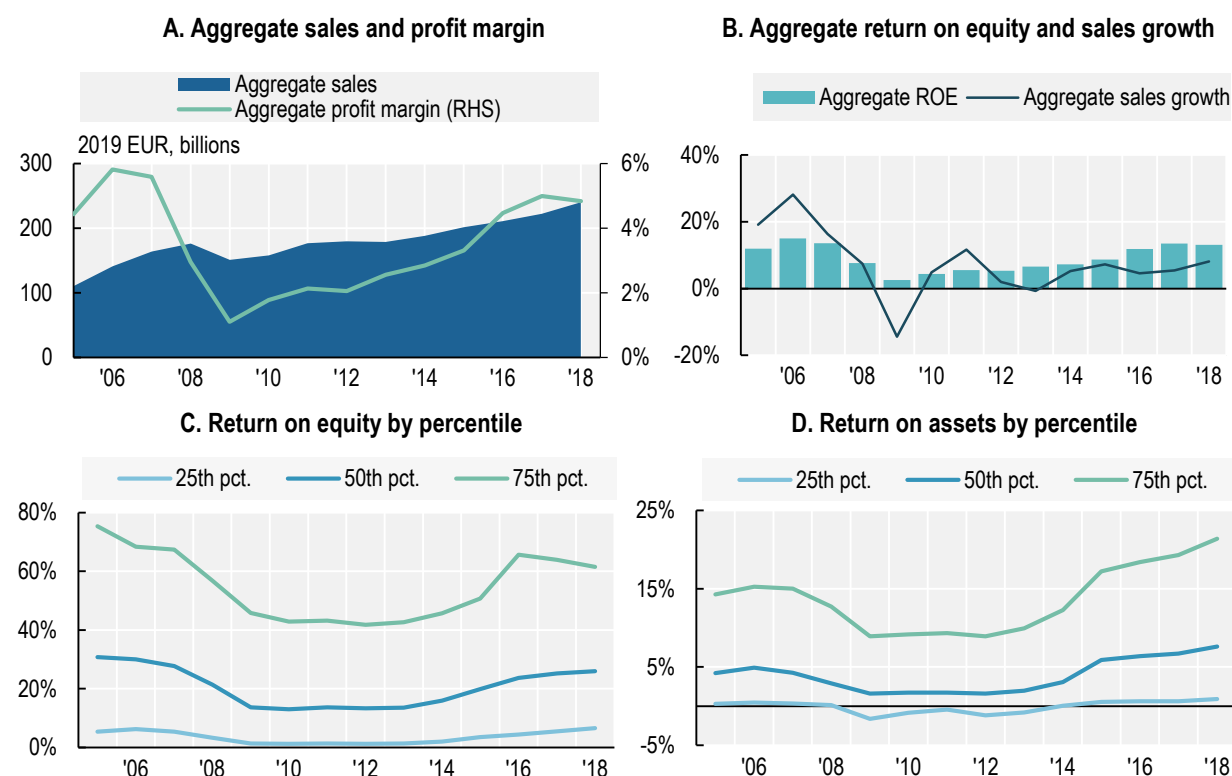 A. Aggregate sales and profit margin
Aggregate sales
Aggregate profit margin (RHS)
2019 EUR, billions
300
200
100
0
6%
4%
2%
0%
'06 '08 '10 '12 '14 '16 '18
B. Aggregate return on equity and sales growth
Aggregate ROE Aggregate sales growth
40%
20%
0%
-20%
'06 '08 '10 '12 '14 '16 '18
C. Return on equity by percentile
25th pct. 50th pct. 75th pct.
80%
60%
40%
20%
0%
'06 '08 '10 '12 '14 '16 '18
D. Return on assets by percentile
25th pct. 50th pct. 75th pct.
25%
15%
5%
-5%
'06 '08 '10 '12 '14 '16 '18